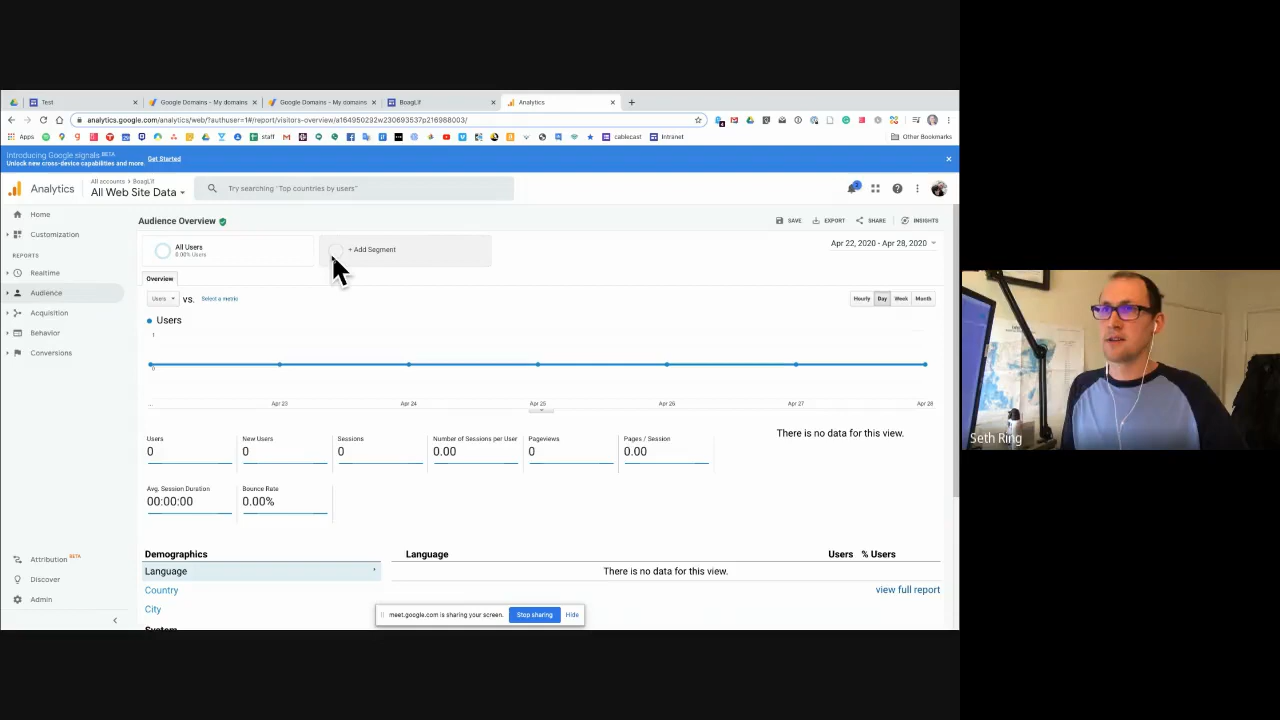 Test
Google Domains - My domains
Google Domains - My domains
BoagLit
Analytics
analytics.google.com/analytics/web/?authuser=1#/report/visitors-overview/a164950292w230693537p216968003/
Apps
staff
cablecast
Intranet
Other Bookmarks
Introducing Google signals BETA
Unlock new cross-device capabilities and more.
Get Started
Analytics
All accounts > BoagLit
All Web Site Data
Try searching "Top countries by users"
2
Home
Customization
REPORTS
Realtime
Audience
Acquisition
Behavior
Conversions
Attribution BETA
Discover
Admin
Audience Overview
SAVE
EXPORT
SHARE
INSIGHTS
All Users
0.00% Users
+ Add Segment
Apr 22, 2020 - Apr 28, 2020
Overview
Users
VS.
Select a metric
Hourly
Day
Week
Month
Users
1
0
...
Apr 23
Apr 24
Apr 25
Apr 26
Apr 27
Apr 28
Users
0
New Users
0
Sessions
0
Number of Sessions per User
0.00
Pageviews
0
Pages / Session
0.00
There is no data for this view.
Avg. Session Duration
00:00:00
Bounce Rate
0.00%
Demographics
Language
Country
City
System
Language
Users
% Users
There is no data for this view.
view full report
meet.google.com is sharing your screen.
Stop sharing
Hide
Seth Ring